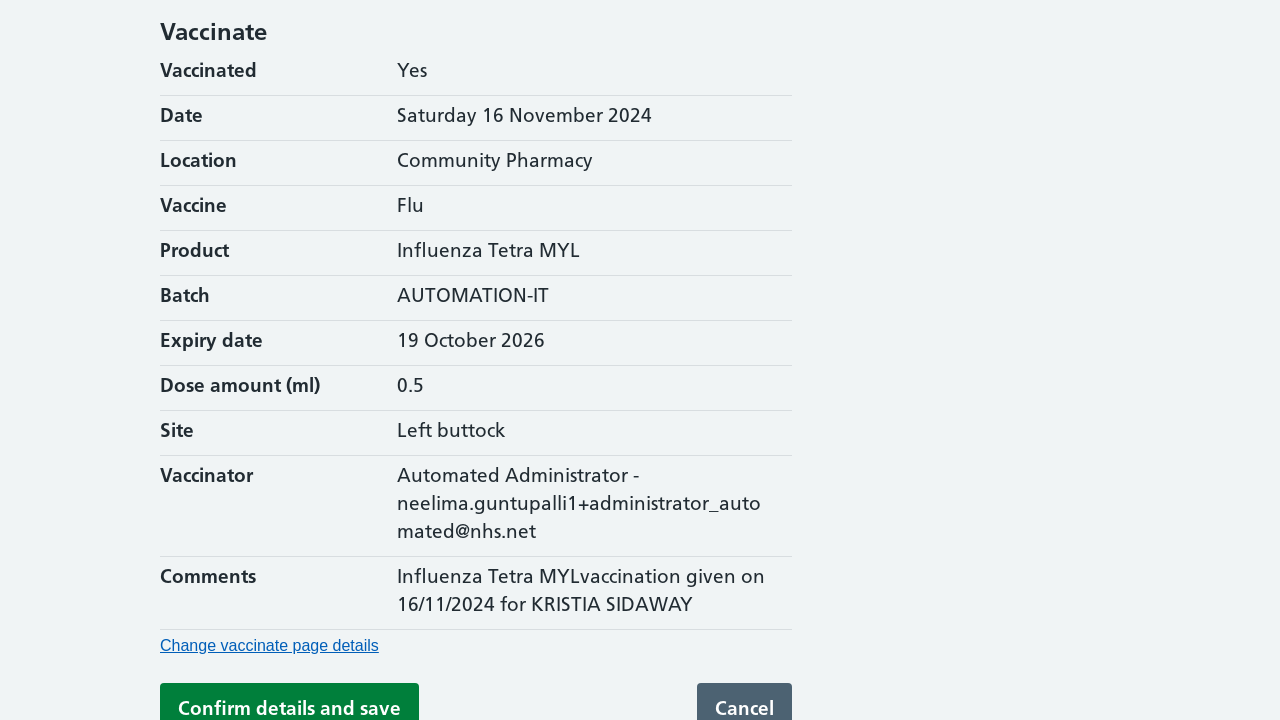 Vaccinate
Vaccinated Yes
Date Saturday 16 November 2024
Location Community Pharmacy
Vaccine Flu
Product Influenza Tetra MYL
Batch AUTOMATION-IT
Expiry date 19 October 2026
Dose amount (ml) 0.5
Site Left buttock
Vaccinator Automated Administrator -
neelima.guntupalli1+administrator_auto
mated@nhs.net
Comments Influenza Tetra MYLvaccination given on
16/11/2024 for KRISTIA SIDAWAY
Change vaccinate page details
Confirm details and save Cancel